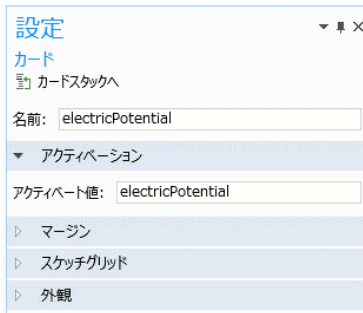 設定
カード
カードスタックへ
名前: electricPotential
アクティベーション
アクティベート値: electricPotential
マージン
スケッチグリッド
外観